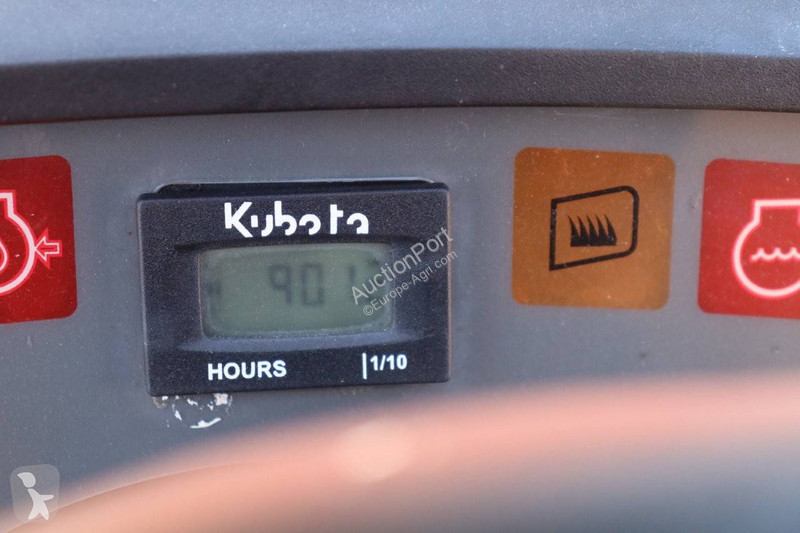 Kubota
901
AuctionPort
©Europe-Agri.com
HOURS 1/10